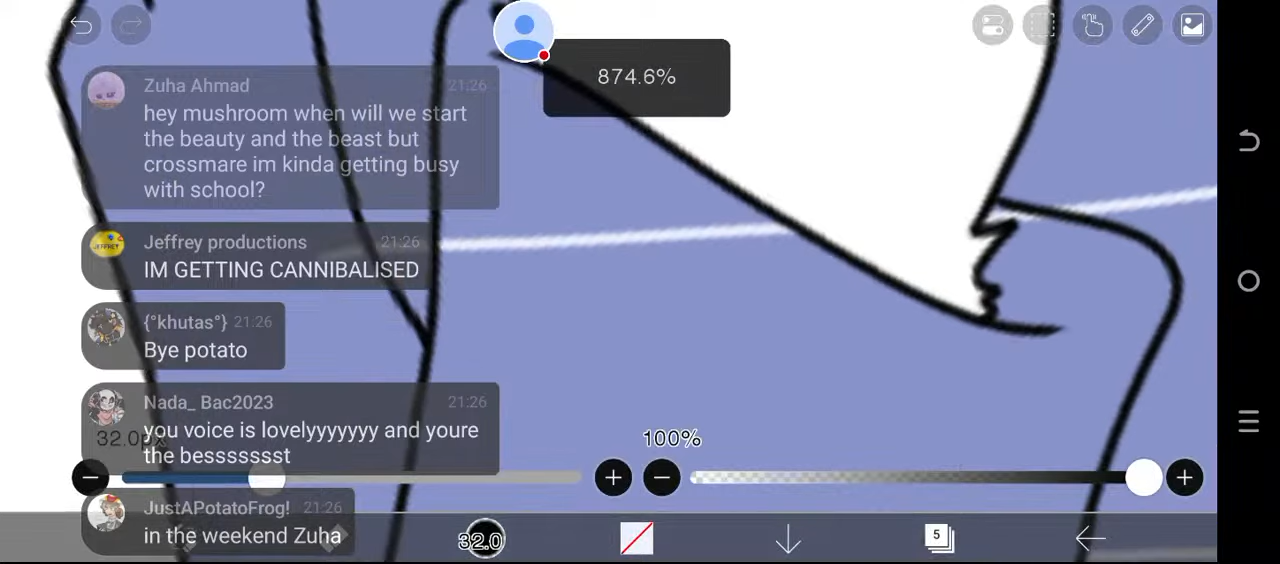 874.6%
Zuha Ahmad 21:26
hey mushroom when will we start
the beauty and the beast but
crossmare im kinda getting busy
with school?
Jeffrey productions 21:26
IM GETTING CANNIBALISED
{°khutas°} 21:26
Bye potato
Nada_ Bac2023 21:26
you voice is lovelyyyyyyy and youre
the bessssssst
32.0px
100%
JustAPotatoFrog! 21:26
in the weekend Zuha
32.0
5